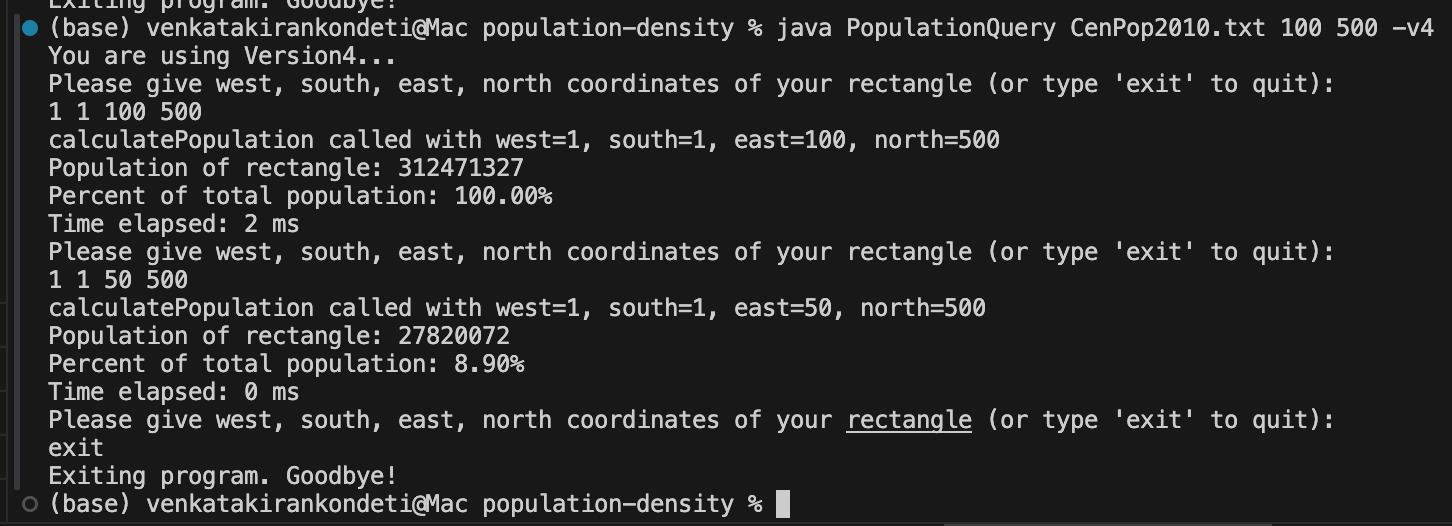 Exiting program. Goodbye!
(base) venkatakirankondeti@Mac population-density % java PopulationQuery CenPop2010.txt 100 500 -v4
You are using Version4...
Please give west, south, east, north coordinates of your rectangle (or type 'exit' to quit):
1 1 100 500
calculatePopulation called with west=1, south=1, east=100, north=500
Population of rectangle: 312471327
Percent of total population: 100.00%
Time elapsed: 2 ms
Please give west, south, east, north coordinates of your rectangle (or type 'exit' to quit):
1 1 50 500
calculatePopulation called with west=1, south=1, east=50, north=500
Population of rectangle: 27820072
Percent of total population: 8.90%
Time elapsed: 0 ms
Please give west, south, east, north coordinates of your rectangle (or type 'exit' to quit):
exit
Exiting program. Goodbye!
(base) venkatakirankondeti@Mac population-density %